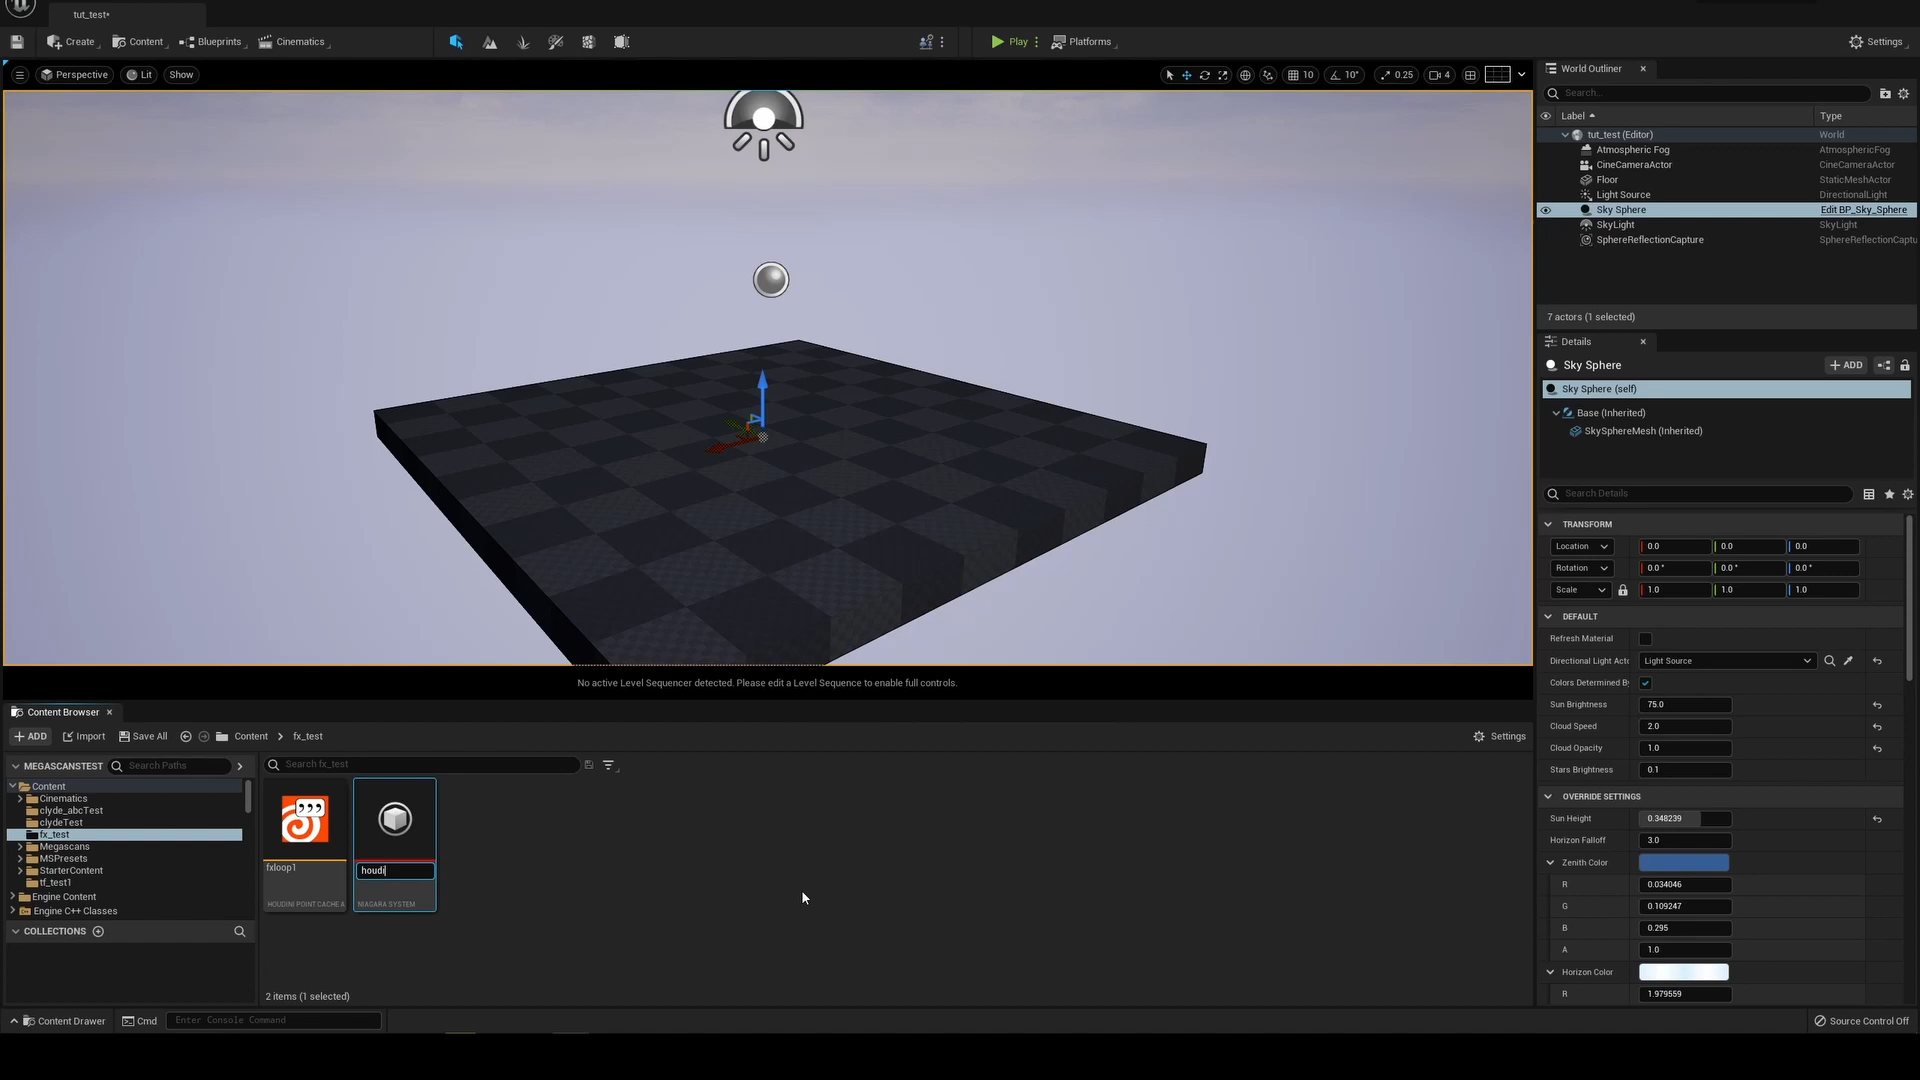 tut_test*
Create
Content
Blueprints
Cinematics
Play
Platforms
Settings
Perspective
Lit
Show
10
10°
0.25
4
World Outliner
Search...
Label
Type
tut_test (Editor)
World
Atmospheric Fog
AtmosphericFog
CineCameraActor
CineCameraActor
Floor
StaticMeshActor
Light Source
DirectionalLight
Sky Sphere
Edit BP_Sky_Sphere
SkyLight
SkyLight
SphereReflectionCapture
SphereReflectionCaptu
7 actors (1 selected)
Details
Sky Sphere
ADD
Sky Sphere (self)
Base (Inherited)
SkySphereMesh (Inherited)
Search Details
TRANSFORM
Location
0.0
0.0
0.0
Rotation
0.0 °
0.0 °
0.0 °
Scale
1.0
1.0
1.0
DEFAULT
Refresh Material
Directional Light Acto
Light Source
Colors Determined By
Sun Brightness
75.0
Cloud Speed
2.0
Cloud Opacity
1.0
Stars Brightness
0.1
OVERRIDE SETTINGS
Sun Height
0.348239
Horizon Falloff
3.0
Zenith Color
R
0.034046
G
0.109247
B
0.295
A
1.0
Horizon Color
R
1.979559
No active Level Sequencer detected. Please edit a Level Sequence to enable full controls.
Content Browser
ADD
Import
Save All
Content
fx_test
Settings
MEGASCANSTEST
Search Paths
Search fx_test
Content
Cinematics
clyde_abcTest
clydeTest
fx_test
Megascans
MSPresets
StarterContent
tf_test1
Engine Content
Engine C++ Classes
COLLECTIONS
fxloop1
HOUDINI POINT CACHE A
houdi
NIAGARA SYSTEM
2 items (1 selected)
Content Drawer
Cmd
Enter Console Command
Source Control Off